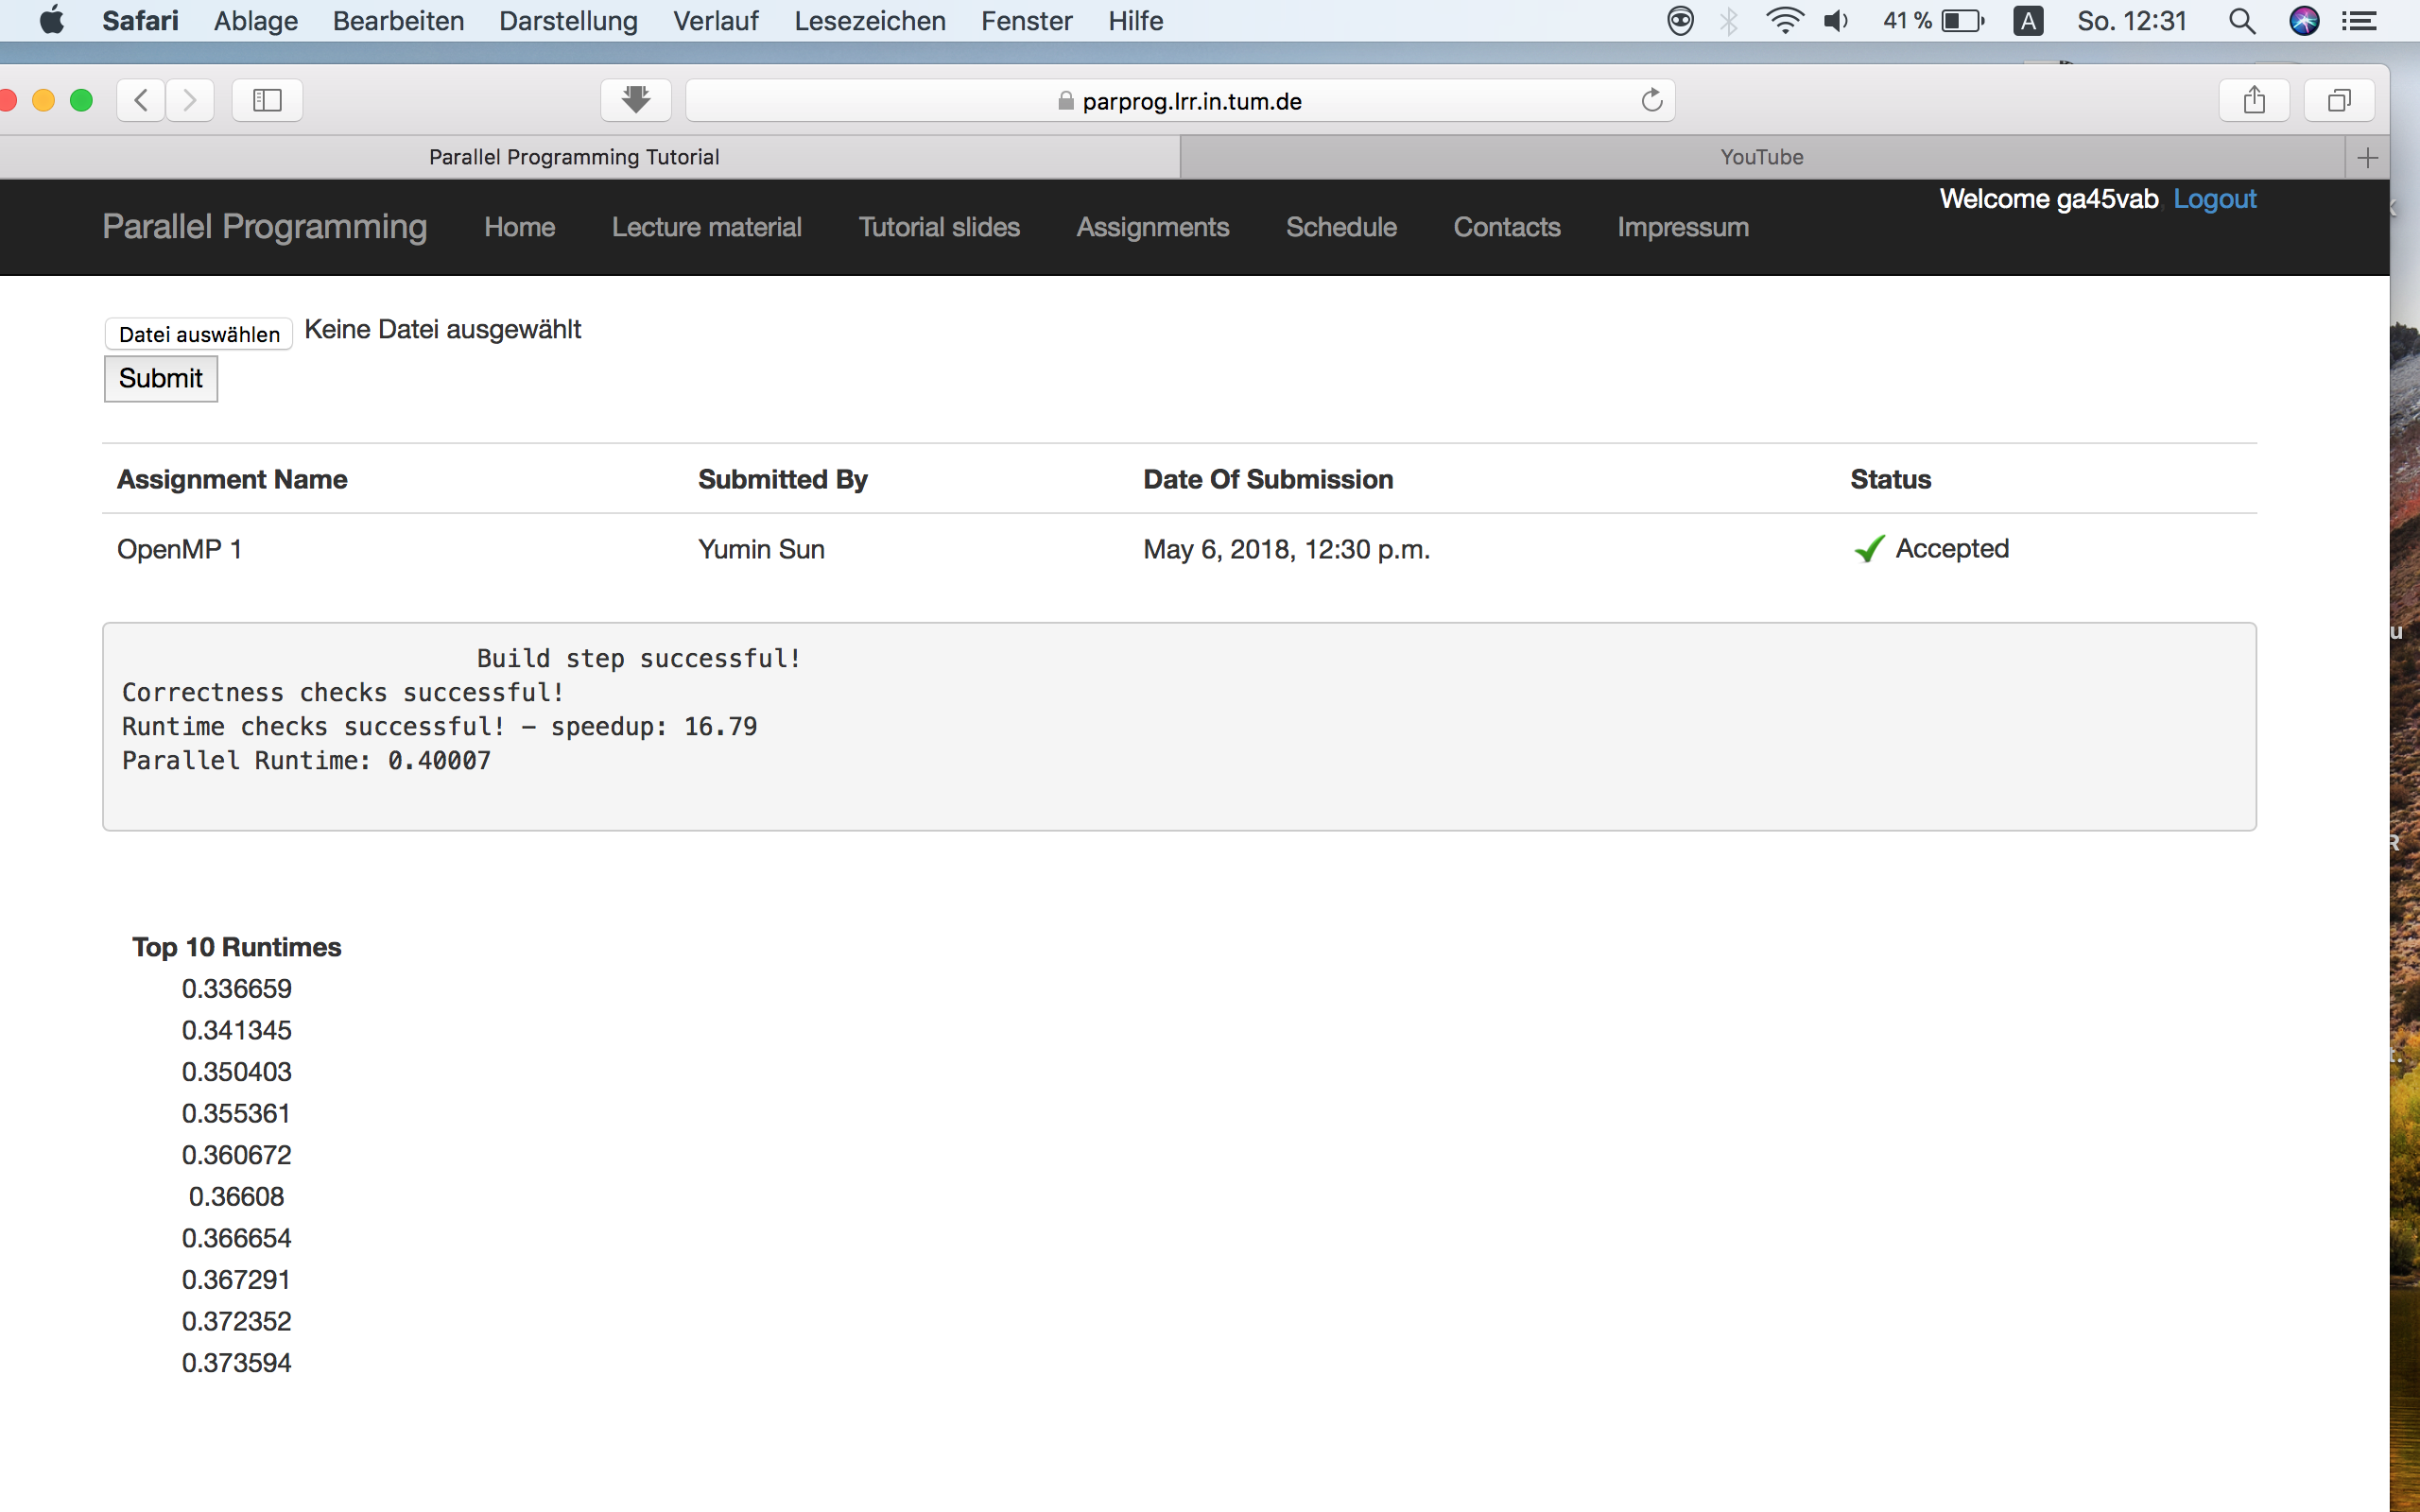 Safari Ablage Bearbeiten Darstellung Verlauf Lesezeichen Fenster Hilfe 41 % A So. 12:31
parprog.lrr.in.tum.de
Parallel Programming Tutorial YouTube
Welcome ga45vab, Logout
Parallel Programming Home Lecture material Tutorial slides Assignments Schedule Contacts Impressum
Datei auswählen Keine Datei ausgewählt
Submit
Assignment Name Submitted By Date Of Submission Status
OpenMP 1 Yumin Sun May 6, 2018, 12:30 p.m. Accepted
Build step successful!
Correctness checks successful!
Runtime checks successful! - speedup: 16.79
Parallel Runtime: 0.40007
Top 10 Runtimes
0.336659
0.341345
0.350403
0.355361
0.360672
0.36608
0.366654
0.367291
0.372352
0.373594